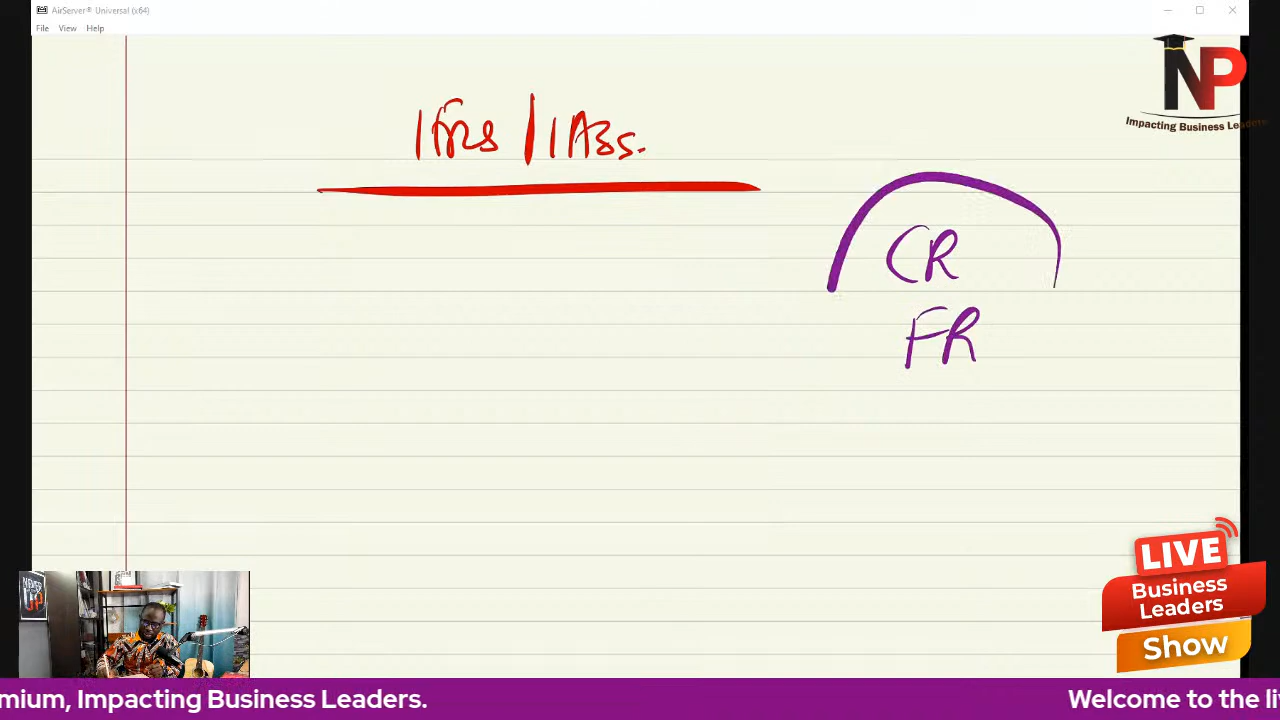 AirServer® Universal (x64)
File View Help
NP
Impacting Business Leaders
IFRS | IASs.
CR
FR
LIVE
Business
Leaders
Show
mium, Impacting Business Leaders.
Welcome to the li